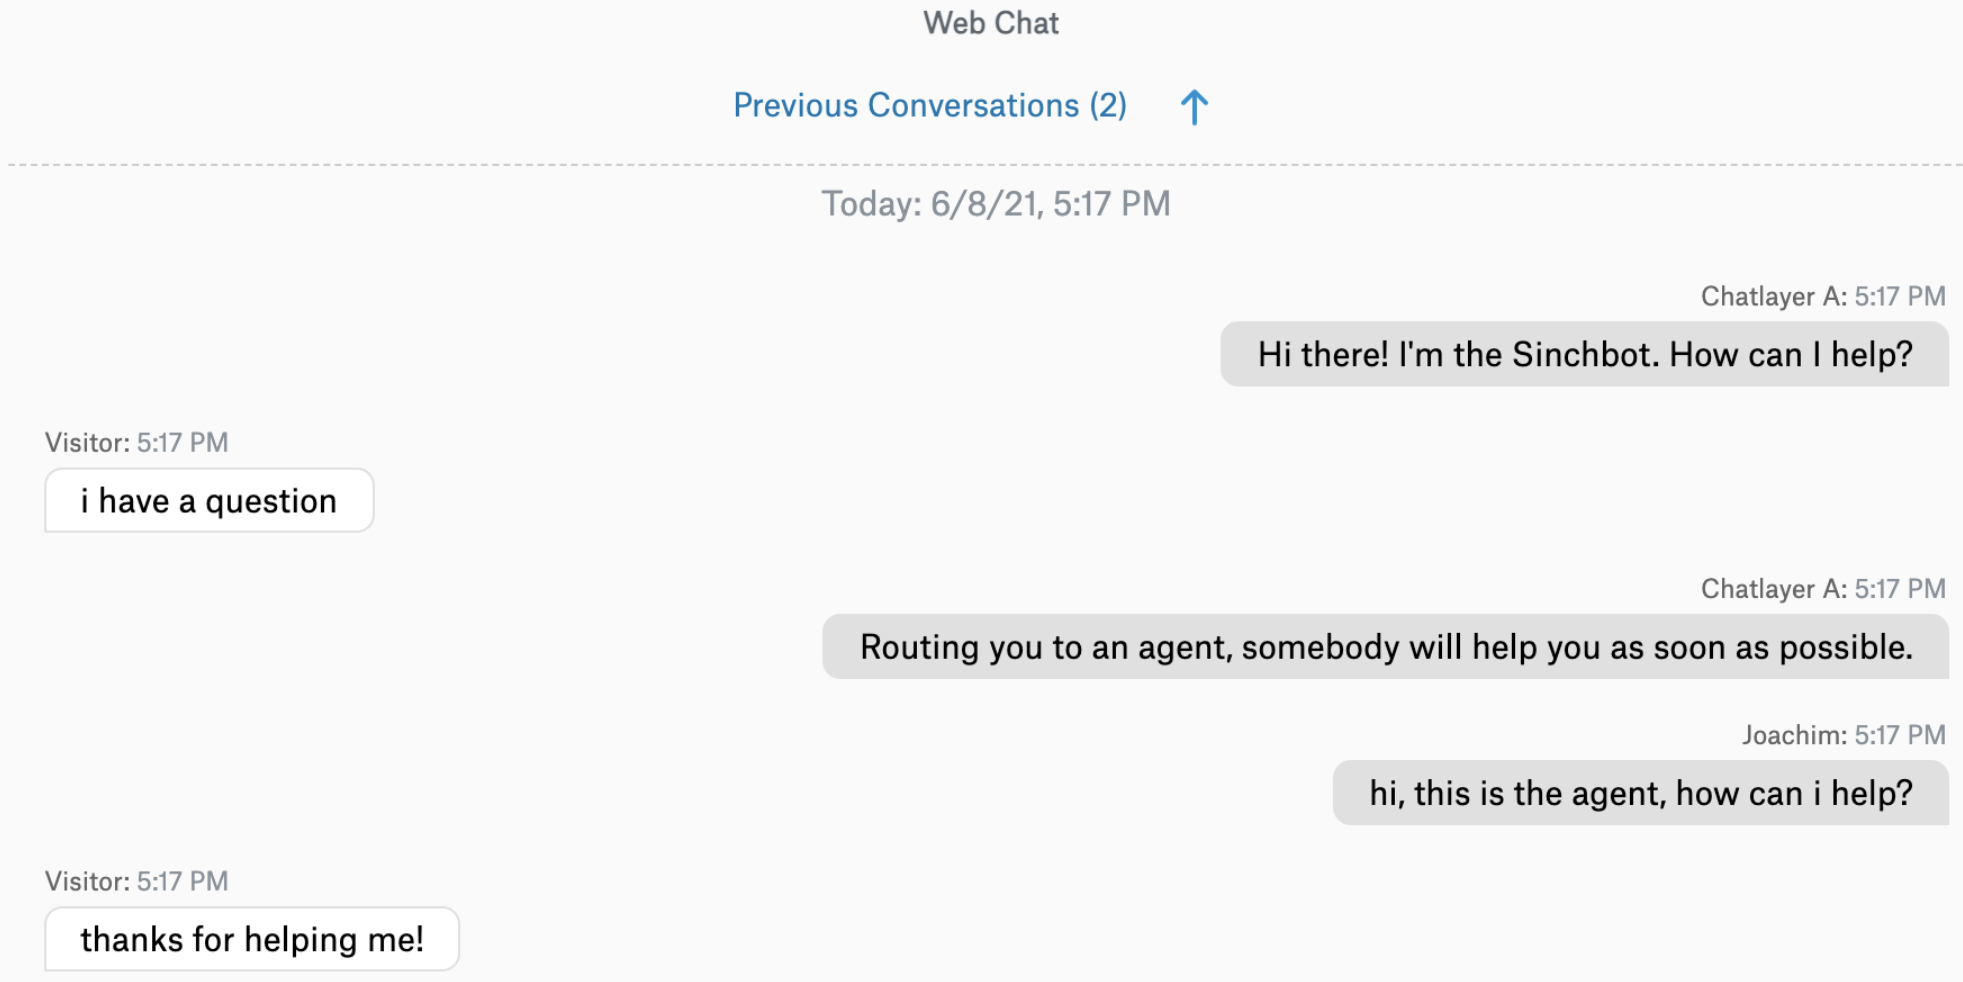 Web Chat
Previous Conversations (2)
Today: 6/8/21, 5:17 PM
Chatlayer A: 5:17 PM
Hi there! I'm the Sinchbot. How can I help?
Visitor: 5:17 PM
i have a question
Chatlayer A: 5:17 PM
Routing you to an agent, somebody will help you as soon as possible.
Joachim: 5:17 PM
hi, this is the agent, how can i help?
Visitor: 5:17 PM
thanks for helping me!